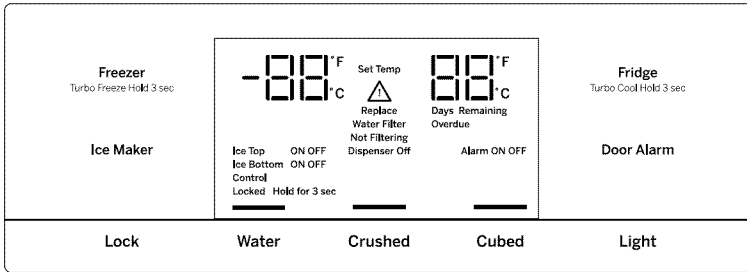 Freezer
Turbo Freeze Hold 3 sec
Ice Maker
-88 °F °C
Set Temp
Replace
Water Filter
Not Filtering
Dispenser Off
88 °F °C
Days Remaining
Overdue
Ice Top ON OFF
Ice Bottom ON OFF
Control
Locked Hold for 3 sec
Alarm ON OFF
Fridge
Turbo Cool Hold 3 sec
Door Alarm
Lock Water Crushed Cubed Light